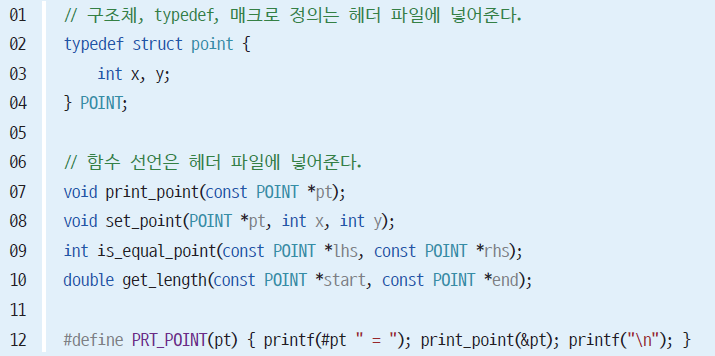 01 // 구조체, typedef, 매크로 정의는 헤더 파일에 넣어준다.
02 typedef struct point {
03     int x, y;
04 } POINT;
05
06 // 함수 선언은 헤더 파일에 넣어준다.
07 void print_point(const POINT *pt);
08 void set_point(POINT *pt, int x, int y);
09 int is_equal_point(const POINT *lhs, const POINT *rhs);
10 double get_length(const POINT *start, const POINT *end);
11
12 #define PRT_POINT(pt) { printf(#pt " = "); print_point(&pt); printf("\n"); }